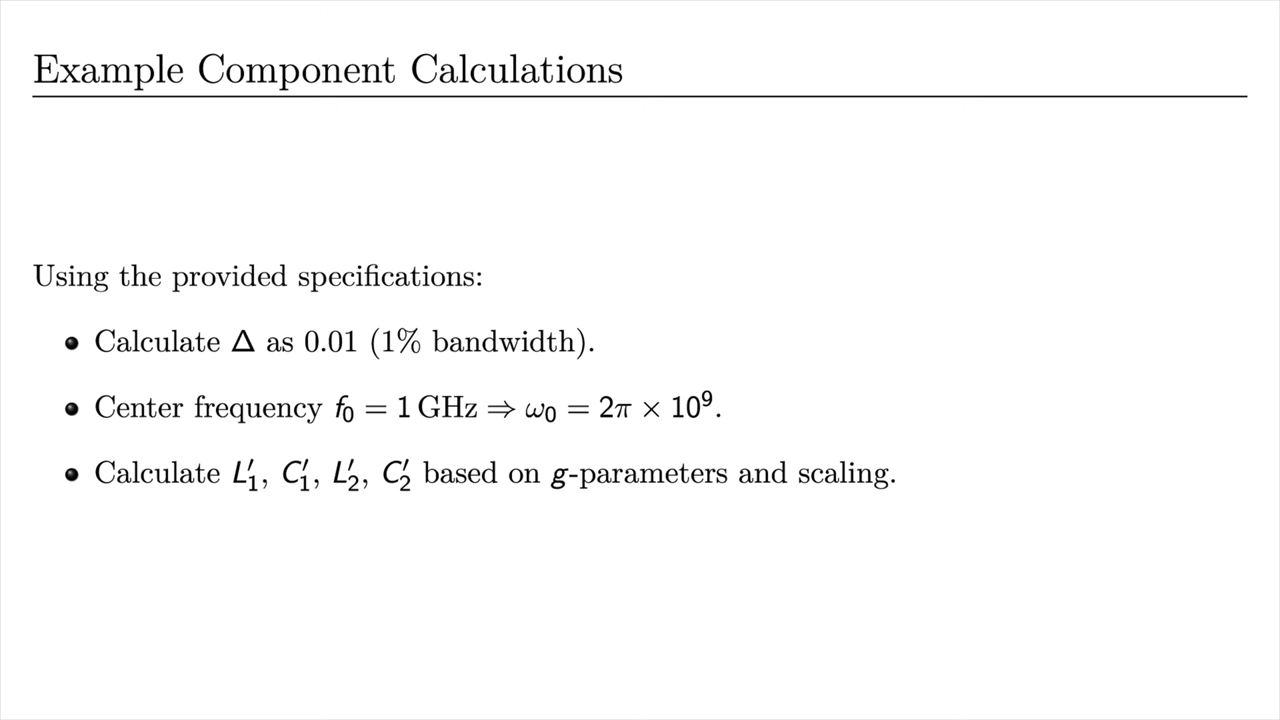 Example Component Calculations
Using the provided specifications:
• Calculate Δ as 0.01 (1% bandwidth).
• Center frequency f₀ = 1 GHz ⇒ ω₀ = 2π × 10⁹.
• Calculate L′₁, C′₁, L′₂, C′₂ based on g-parameters and scaling.